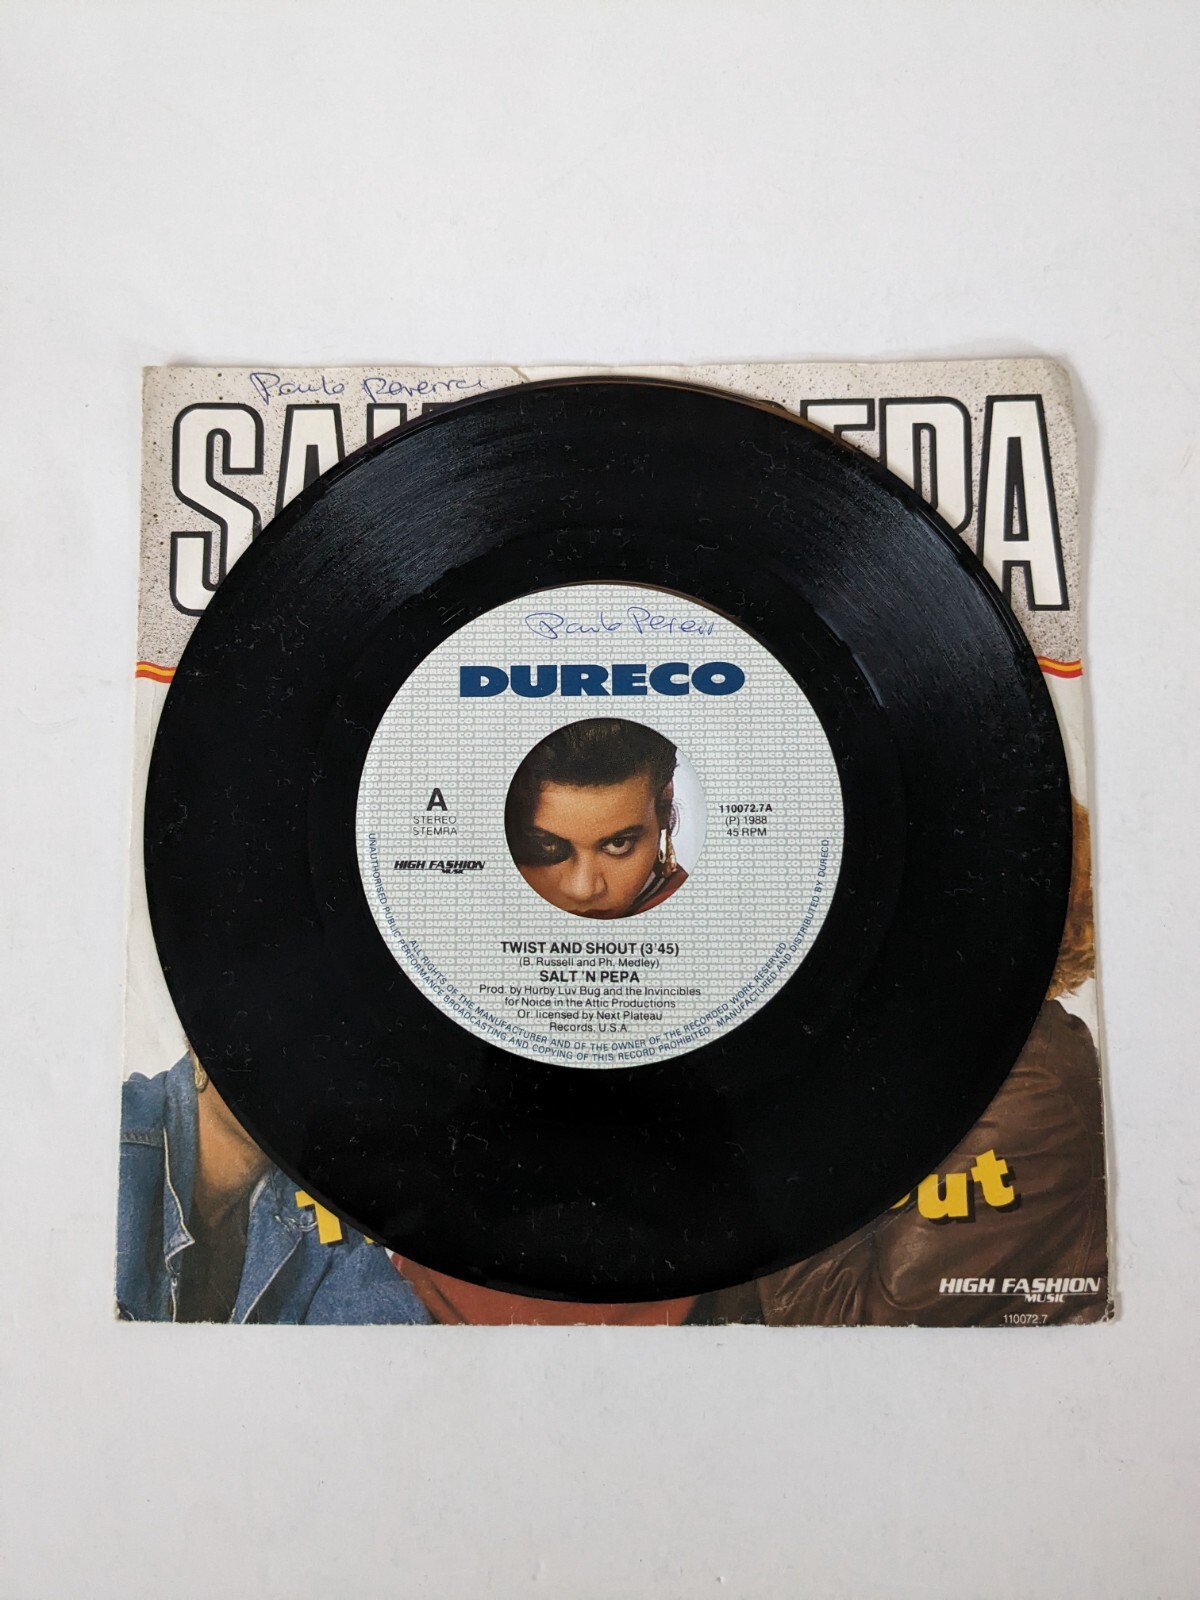 SA EPA
Paulo
DURECO
A
STEREO
STEMRA
HIGH FASHION
MUSIC
110072.7A
(P) 1988
45 RPM
TWIST AND SHOUT (3'45)
(B. Russell and Ph. Medley)
SALT 'N PEPA
Prod. by Hurby Luv Bug and the Invincibles
for Noice in the Attic Productions
Or. licensed by Next Plateau
Records, U.S.A.
ALL RIGHTS OF THE MANUFACTURER AND OF THE OWNER OF THE RECORDED WORK RESERVED
UNAUTHORISED PUBLIC PERFORMANCE BROADCASTING AND COPYING OF THIS RECORD PROHIBITED MANUFACTURED AND DISTRIBUTED BY DURECO
T out
HIGH FASHION
MUSIC
110072.7